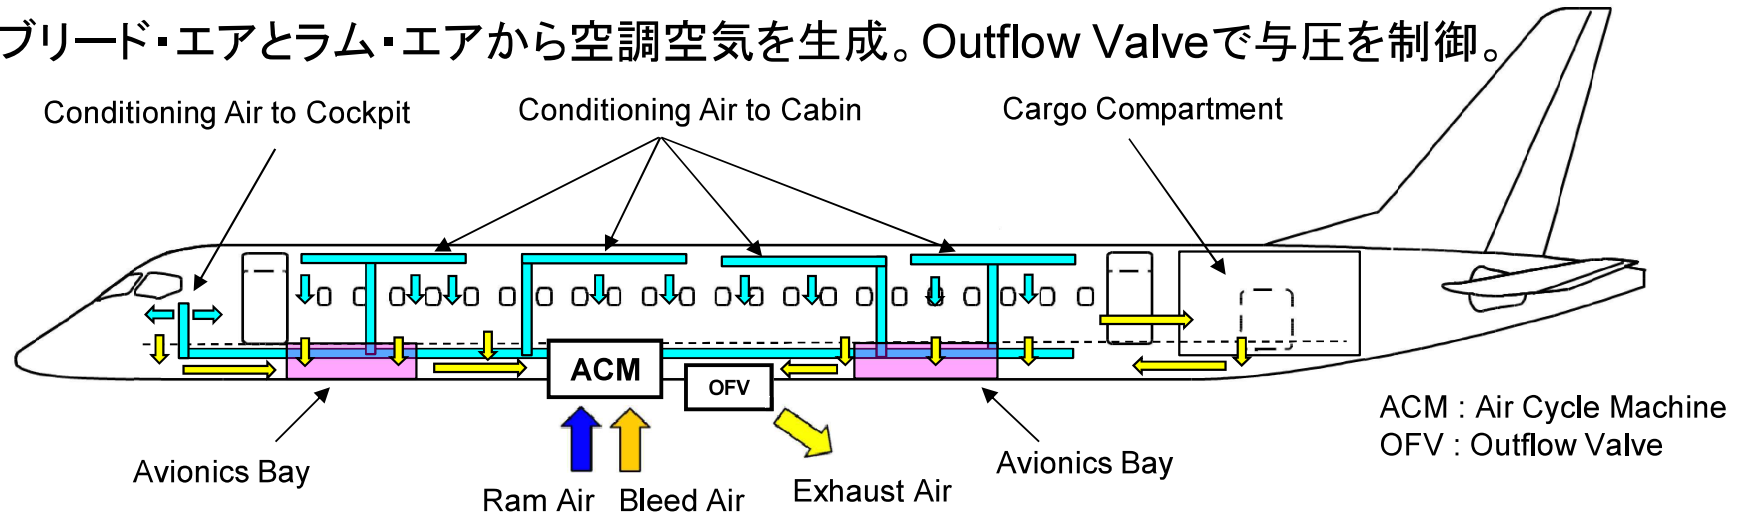 ブリード・エアとラム・エアから空調空気を生成。Outflow Valveで与圧を制御。
Conditioning Air to Cockpit
Conditioning Air to Cabin
Cargo Compartment
ACM
OFV
ACM : Air Cycle Machine
OFV : Outflow Valve
Avionics Bay
Ram Air
Bleed Air
Exhaust Air
Avionics Bay